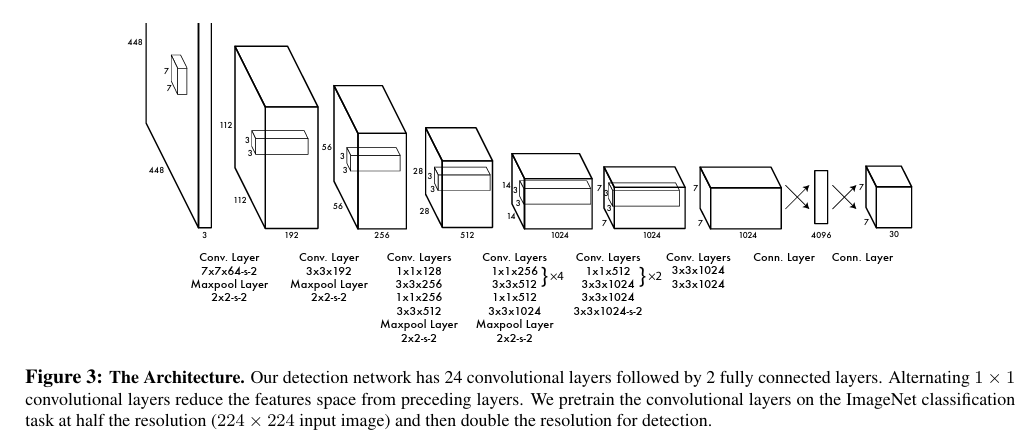 448
7
7
448
3
112
3
3
112
192
56
3
3
56
256
28
3
3
28
512
14
3
3
14
1024
7
3
3
7
1024
7
7
1024
4096
7
7
30
Conv. Layer
7x7x64-s-2
Maxpool Layer
2x2-s-2
Conv. Layer
3x3x192
Maxpool Layer
2x2-s-2
Conv. Layers
1x1x128
3x3x256
1x1x256
3x3x512
Maxpool Layer
2x2-s-2
Conv. Layers
1x1x256
3x3x512
} x4
1x1x512
3x3x1024
Maxpool Layer
2x2-s-2
Conv. Layers
1x1x512
3x3x1024
} x2
3x3x1024
3x3x1024-s-2
Conv. Layers
3x3x1024
3x3x1024
Conn. Layer
Conn. Layer
Figure 3: The Architecture. Our detection network has 24 convolutional layers followed by 2 fully connected layers. Alternating 1 × 1
convolutional layers reduce the features space from preceding layers. We pretrain the convolutional layers on the ImageNet classification
task at half the resolution (224 × 224 input image) and then double the resolution for detection.